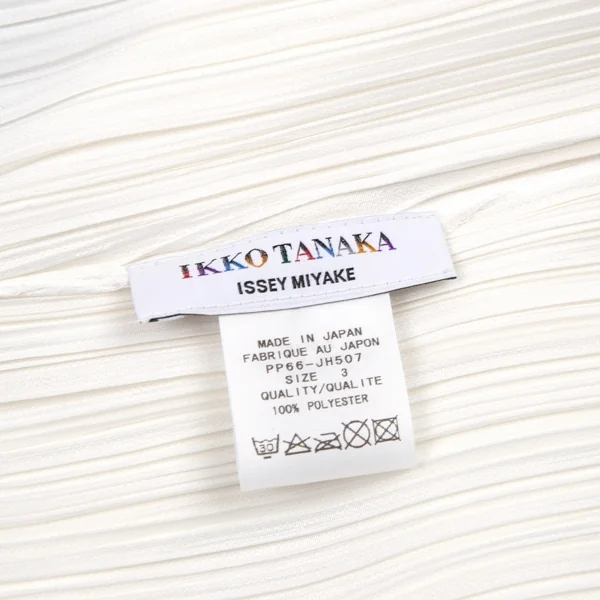 IKKO TANAKA
ISSEY MIYAKE
MADE IN JAPAN
FABRIQUE AU JAPON
PP66-JH507
SIZE 3
QUALITY/QUALITE
100% POLYESTER
30